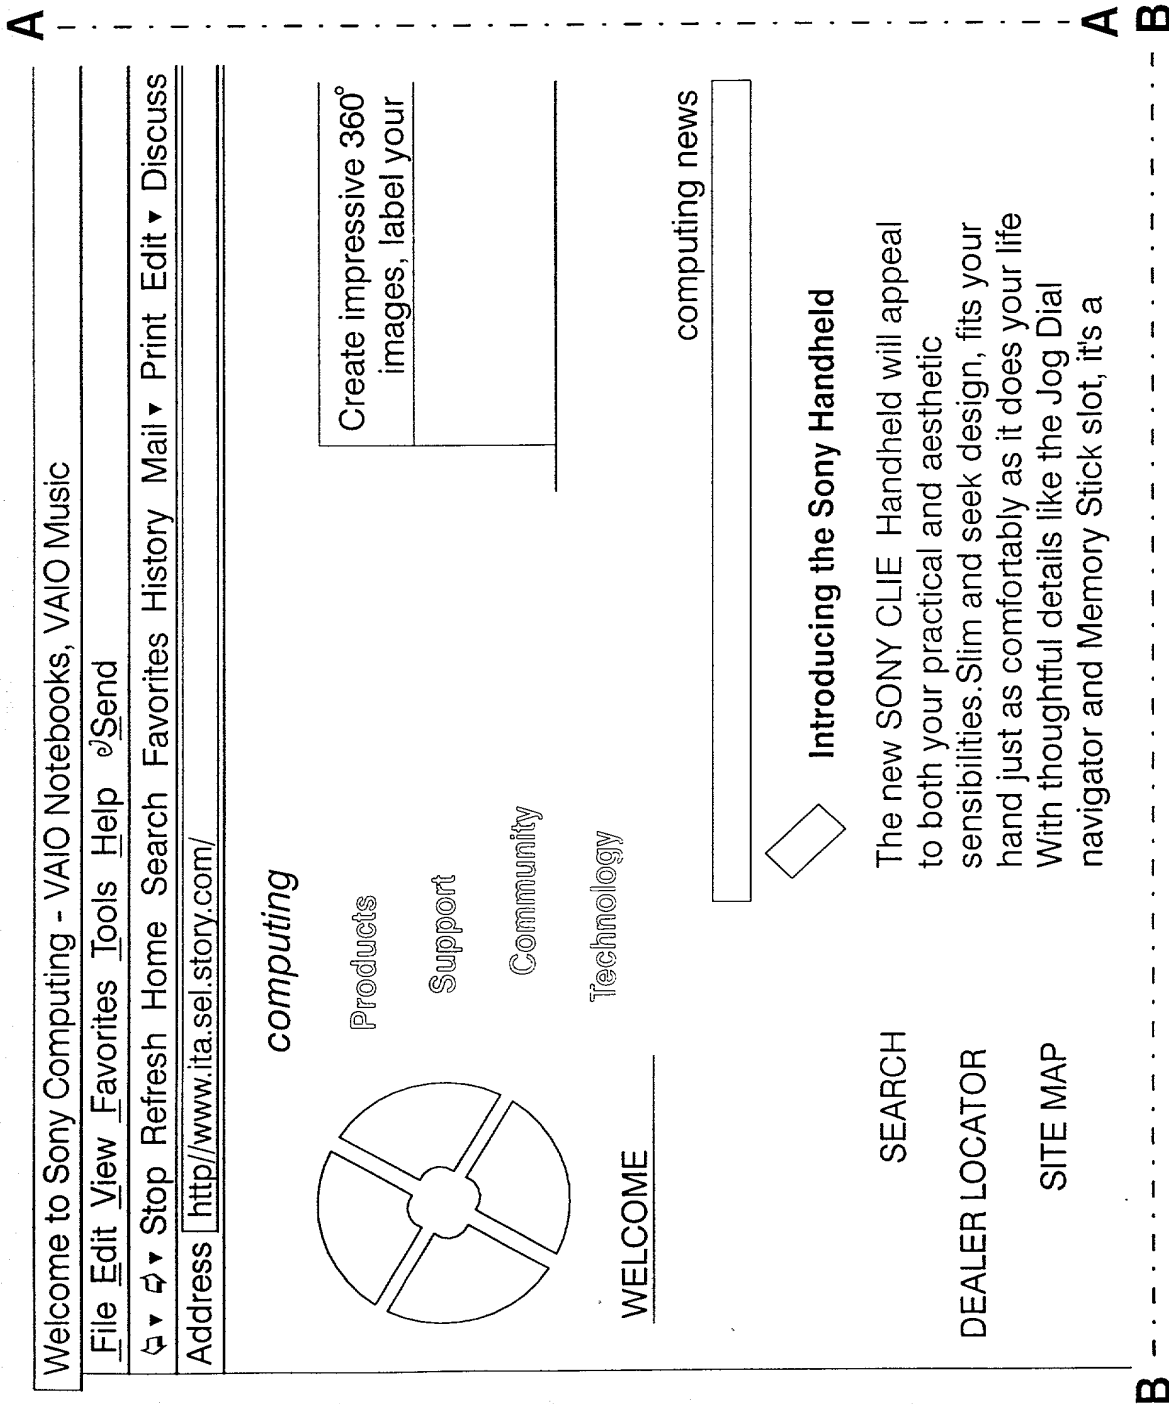 A
A
Welcome to Sony Computing - VAIO Notebooks, VAIO Music
File Edit View Favorites Tools Help Send
Stop Refresh Home Search Favorites History Mail Print Edit Discuss
Address http//www.ita.sel.story.com/
computing
Create impressive 360°
images, label your
Products
Support
Community
Technology
WELCOME
computing news
Introducing the Sony Handheld
The new SONY CLIE Handheld will appeal
to both your practical and aesthetic
sensibilities.Slim and seek design, fits your
hand just as comfortably as it does your life
With thoughtful details like the Jog Dial
navigator and Memory Stick slot, it's a
SEARCH
DEALER LOCATOR
SITE MAP
B
B